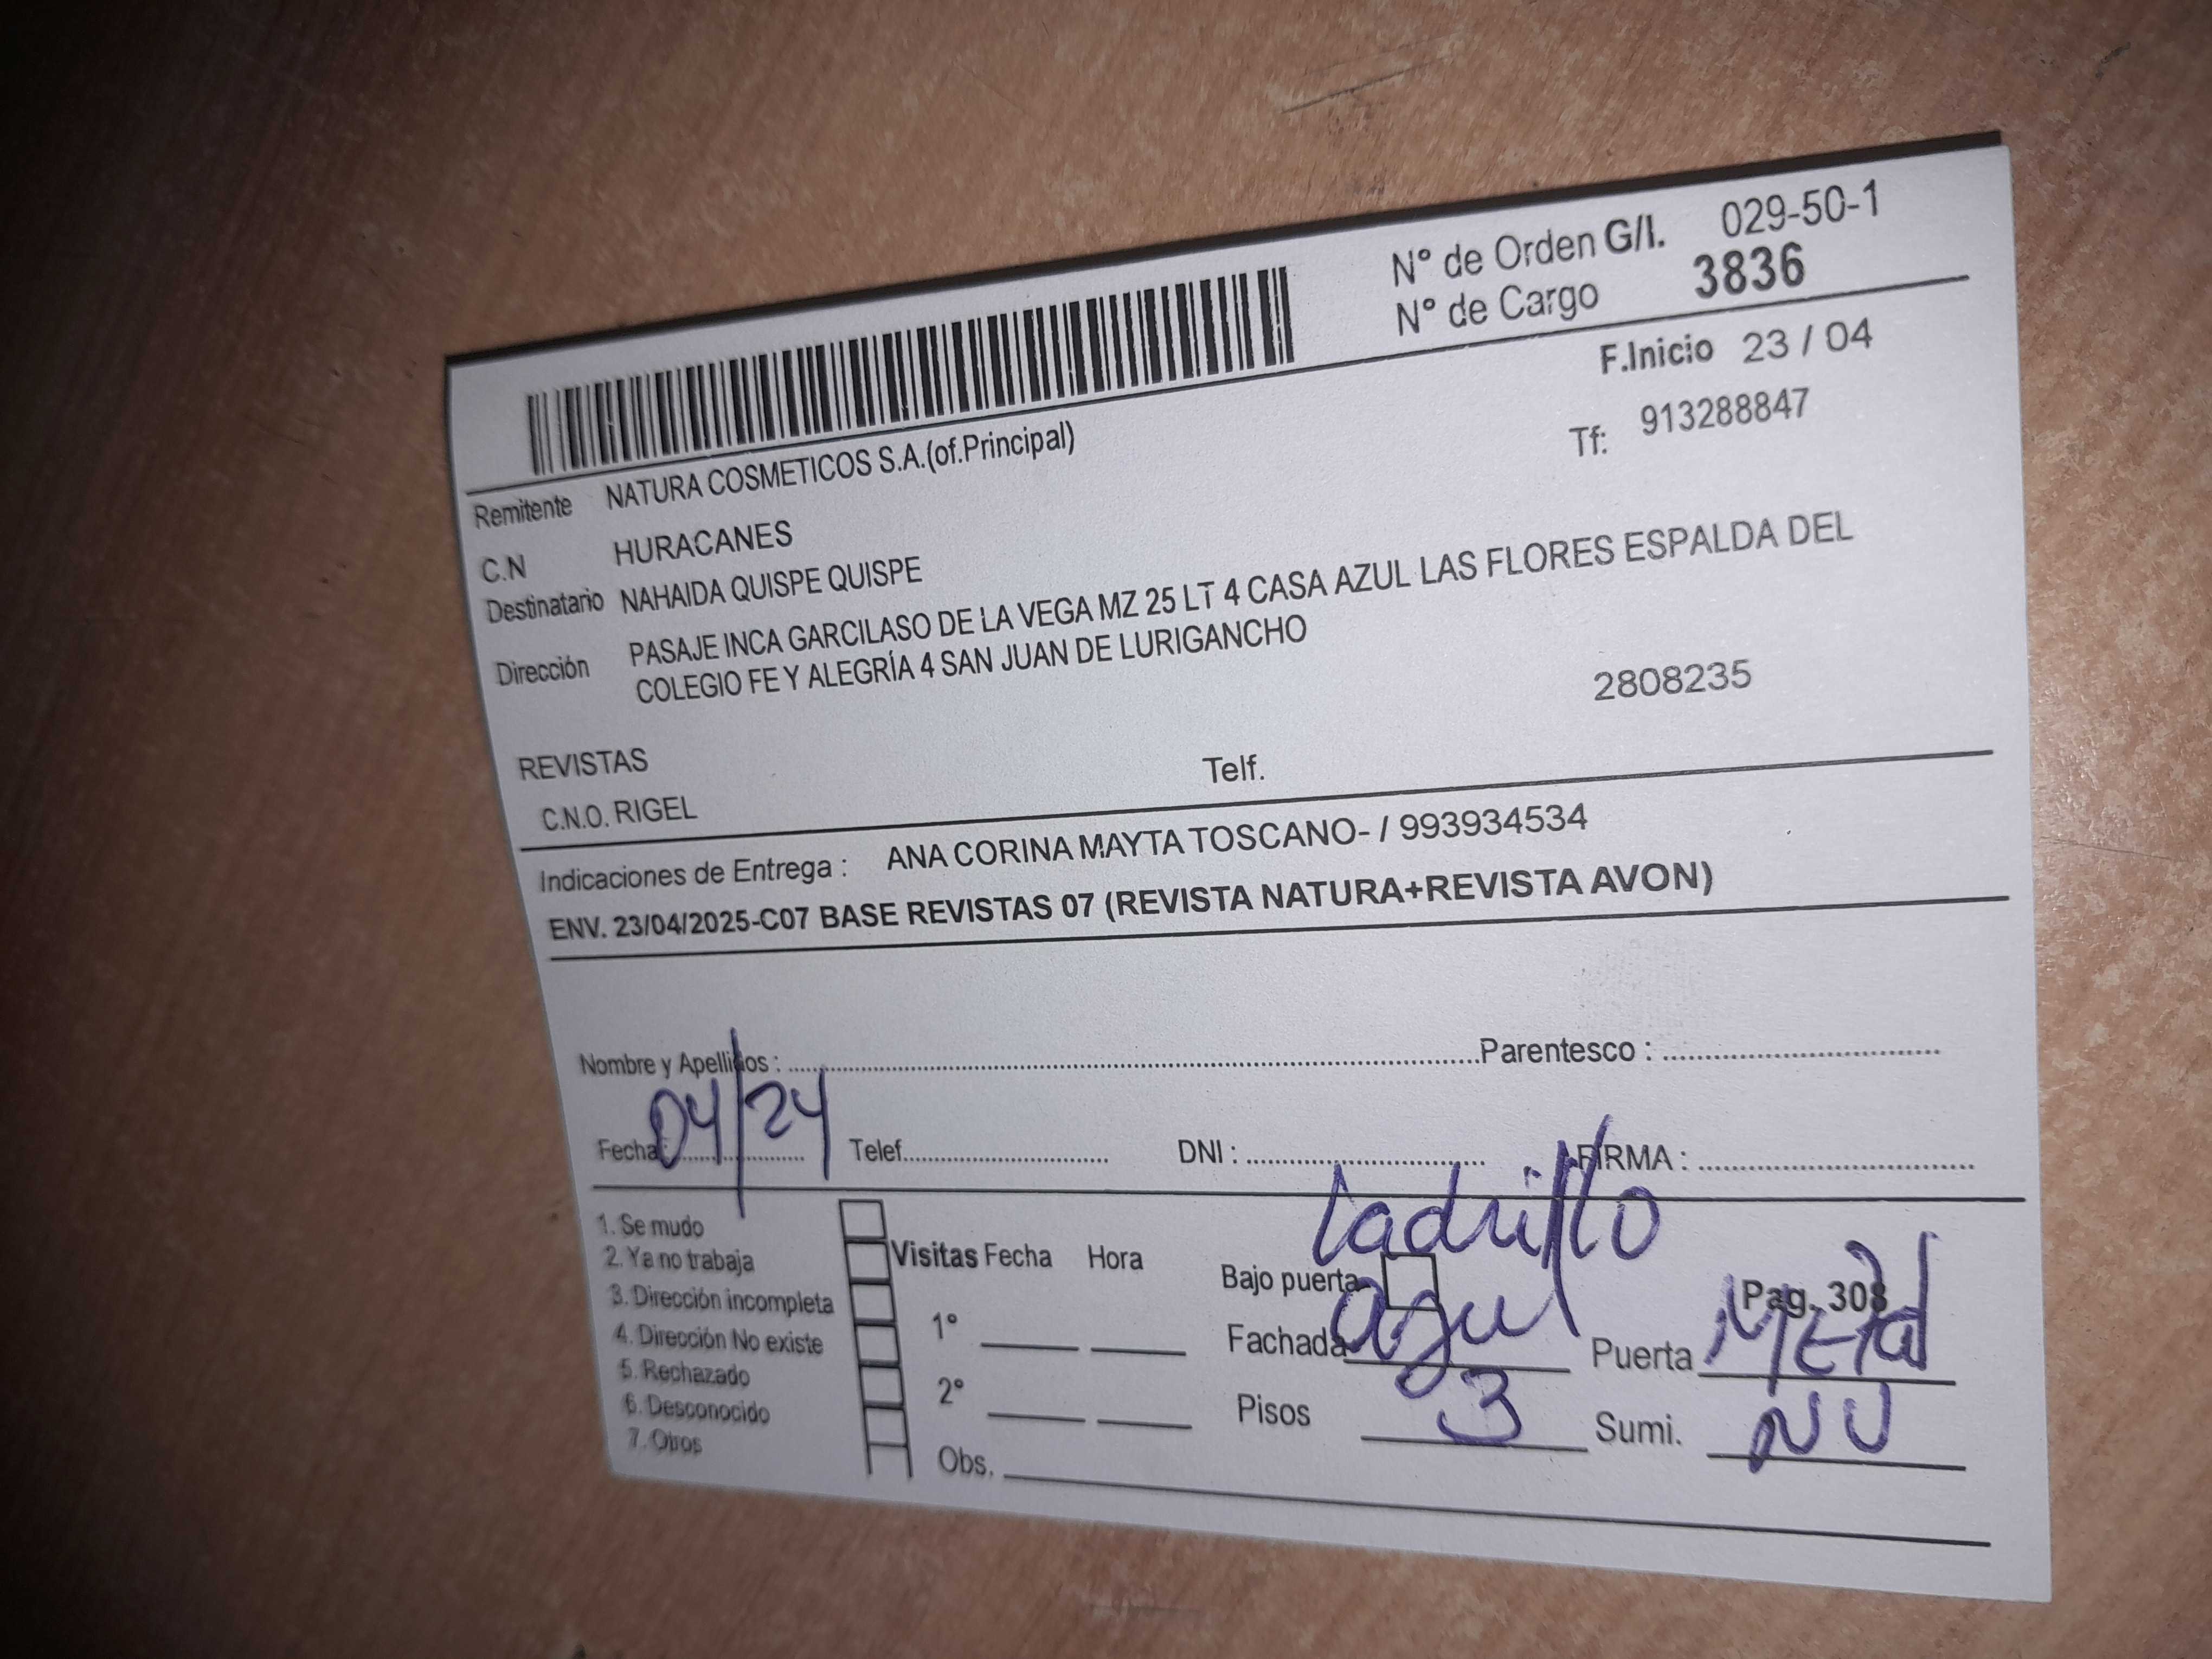 N° de Orden G/I. 029-50-1
N° de Cargo 3836
F.Inicio 23 / 04
Remitente NATURA COSMETICOS S.A.(of.Principal) Tf: 913288847
C.N HURACANES
Destinatario NAHAIDA QUISPE QUISPE
Dirección PASAJE INCA GARCILASO DE LA VEGA MZ 25 LT 4 CASA AZUL LAS FLORES ESPALDA DEL
COLEGIO FE Y ALEGRÍA 4 SAN JUAN DE LURIGANCHO
2808235
REVISTAS
C.N.O. RIGEL Telf.
Indicaciones de Entrega : ANA CORINA MAYTA TOSCANO- / 993934534
ENV. 23/04/2025-C07 BASE REVISTAS 07 (REVISTA NATURA+REVISTA AVON)
Nombre y Apellidos : Parentesco :
Fecha 04/24 Telef. DNI : FIRMA :
ladrillo
1. Se mudo
2. Ya no trabaja
3. Dirección incompleta
4. Dirección No existe
5. Rechazado
6. Desconocido
7. Otros
Visitas Fecha Hora
1°
2°
Obs.
Bajo puerta
Pag. 308
Fachada azul Puerta Metal
Pisos 3 Sumi.